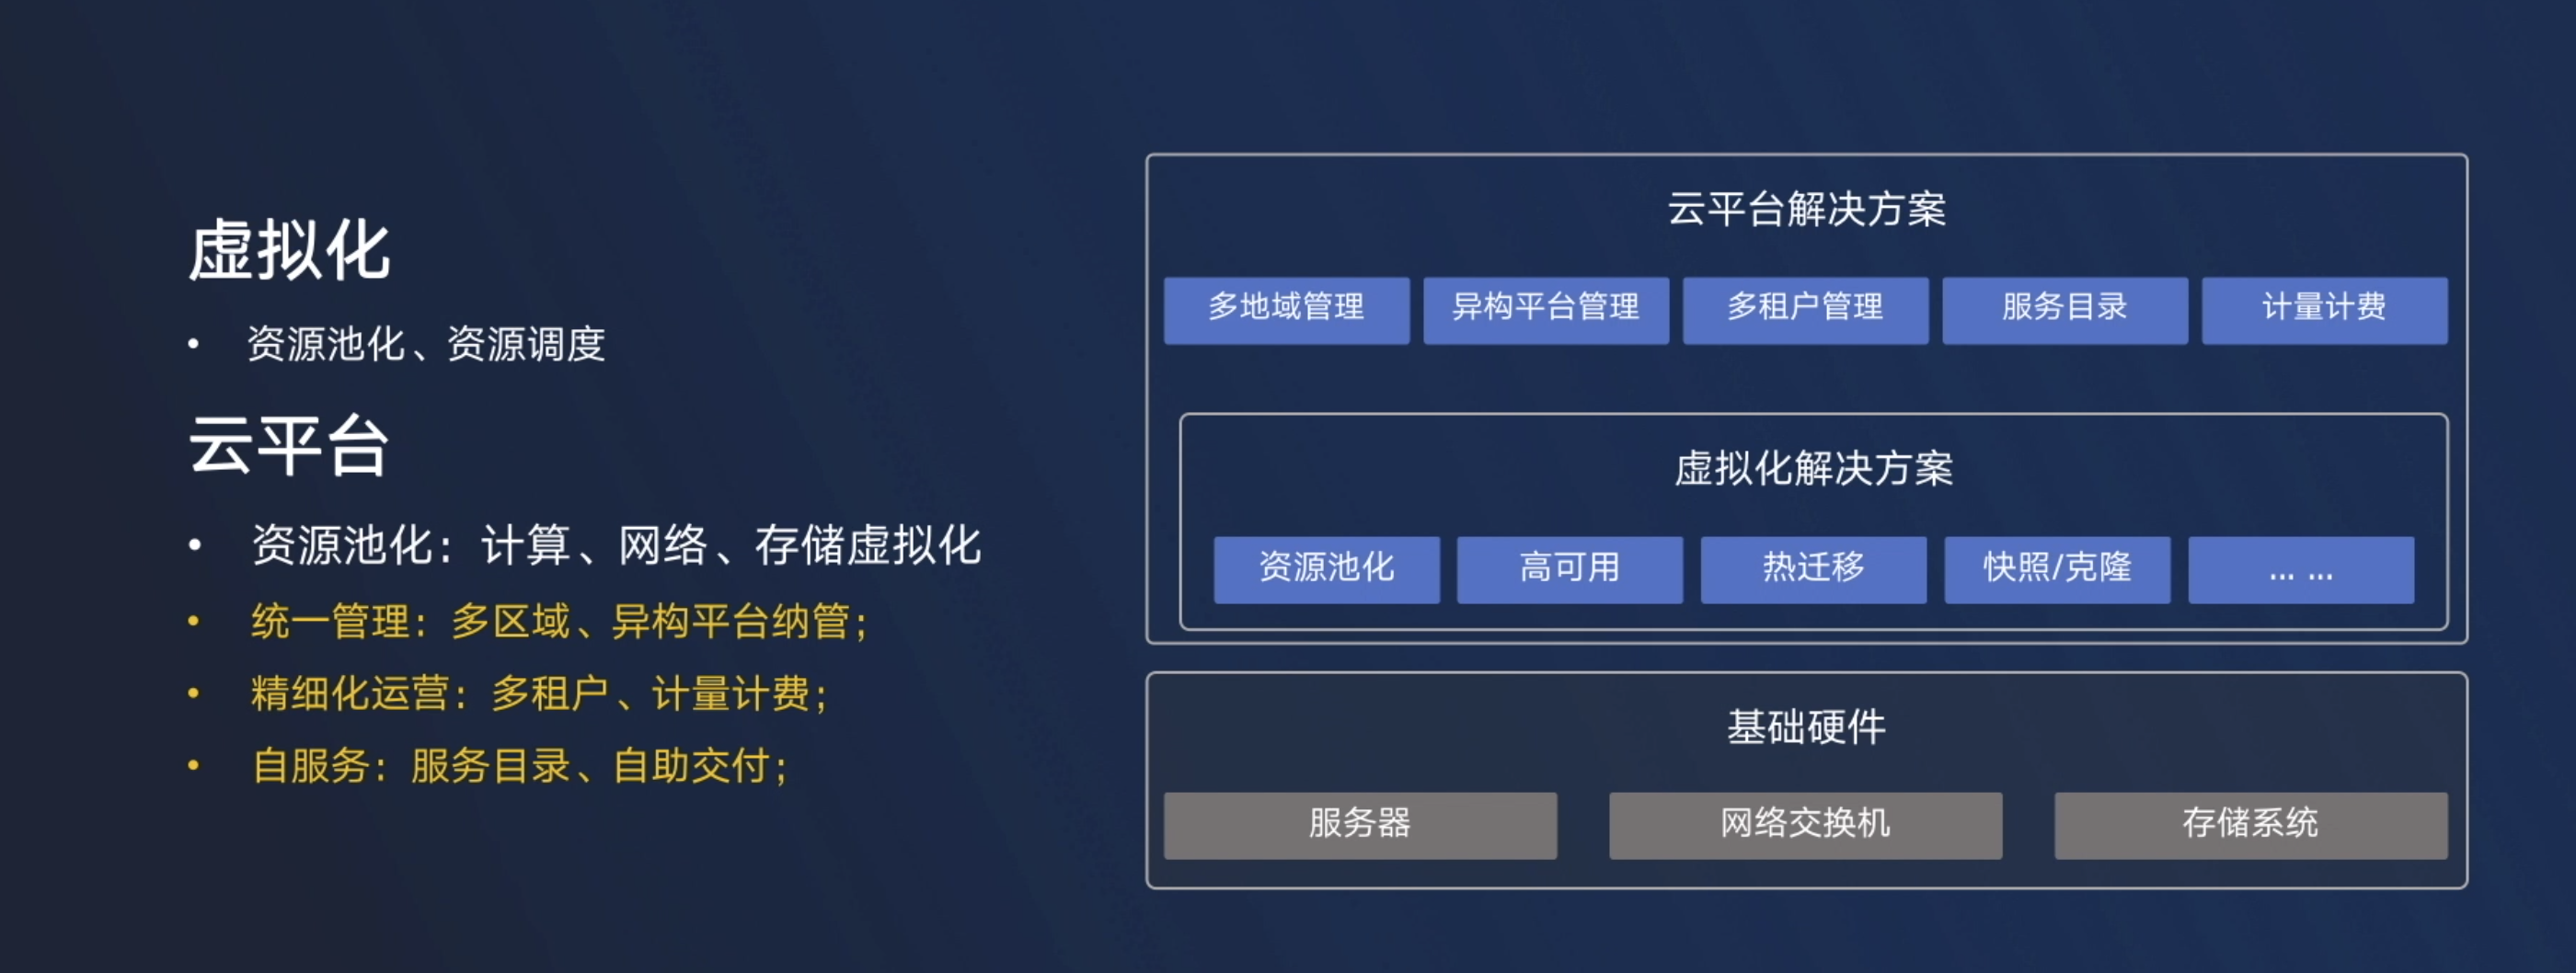 虚拟化
• 资源池化、资源调度
云平台
• 资源池化：计算、网络、存储虚拟化
• 统一管理：多区域、异构平台纳管；
• 精细化运营：多租户、计量计费；
• 自服务：服务目录、自助交付；
云平台解决方案
多地域管理 异构平台管理 多租户管理 服务目录 计量计费
虚拟化解决方案
资源池化 高可用 热迁移 快照/克隆 ... ...
基础硬件
服务器 网络交换机 存储系统